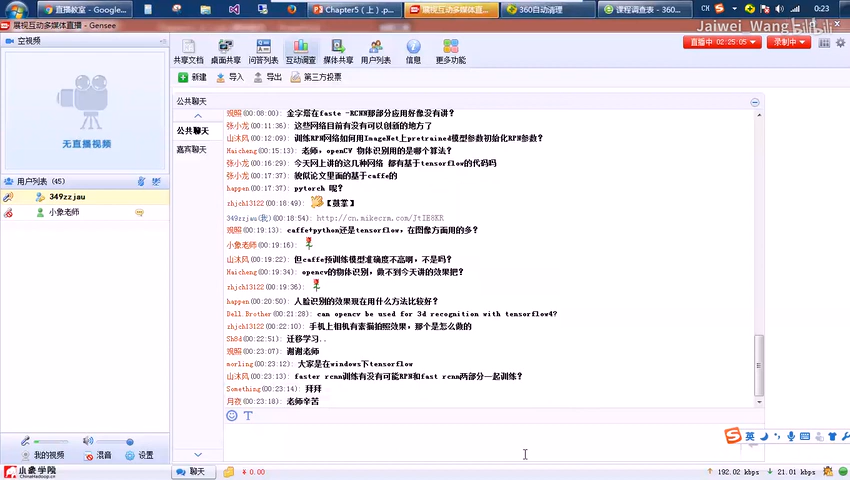 直播教室 - Google...
Chapter5（上）.p...
展视互动多媒体直...
360自动清理
课程调查表 - 360...
CH
0:23
展视互动多媒体直播 - Gensee
Jaiwei_Wang
bilibili
空视频
共享文档
桌面共享
问答列表
互动调查
媒体共享
用户列表
信息
更多功能
直播中 02:25:05
录制中
新建
导入
导出
第三方投票
无直播视频
公共聊天
公共聊天
嘉宾聊天
用户列表 (45)
349zzjau
小象老师
观照(00:08:00): 金字塔在faste -RCNN那部分应用好像没有讲?
张小龙(00:11:36): 这些网络目前有没有可以创新的地方了
山沐风(00:12:09): 训练RPN网络如何用ImageNet上pretrained模型参数初始化RPN参数?
Haicheng(00:15:13): 老师，openCV 物体识别用的是哪个算法?
张小龙(00:16:29): 今天网上讲的这几种网络 都有基于tensorflow的代码吗
张小龙(00:17:37): 貌似论文里面的基于caffe的
happen(00:17:37): pytorch 呢?
zhjch13122(00:18:49): 【鼓掌】
349zzjau(我)(00:18:54): http://cn.mikecrm.com/JtIE8KR
观照(00:19:13): caffe+python还是tensorflow，在图像方面用的多?
小象老师(00:19:16):
山沐风(00:19:22): 但caffe预训练模型准确度不高啊，不是吗?
Haicheng(00:19:34): opencv的物体识别，做不到今天讲的效果把?
zhjch13122(00:19:36):
happen(00:20:50): 人脸识别的效果现在用什么方法比较好?
Dell.Brother(00:21:28): can opencv be used for 3d recognition with tensorflow4?
zhjch13122(00:22:10): 手机上相机有素猫拍照效果，那个是怎么做的
Sh8d(00:22:51): 迁移学习..
观照(00:23:07): 谢谢老师
morling(00:23:12): 大家是在windows下tensorflow
山沐风(00:23:13): faster rcnn训练有没有可能RPN和fast rcnn两部分一起训练?
Something(00:23:14): 拜拜
月夜(00:23:18): 老师辛苦
英
我的视频
混音
设置
小象学院
ChinaHadoop.cn
聊天
¥ 0.00
192.02 kbps
21.01 kbps